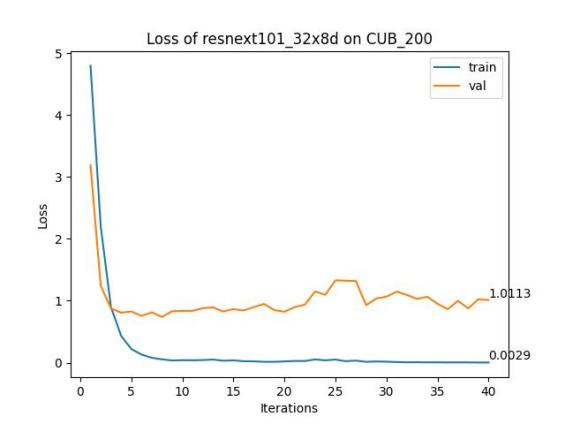 Loss of resnext101_32x8d on CUB_200
train
val
5
4
3
2
1
0
Loss
1.0113
0.0029
0 5 10 15 20 25 30 35 40
Iterations